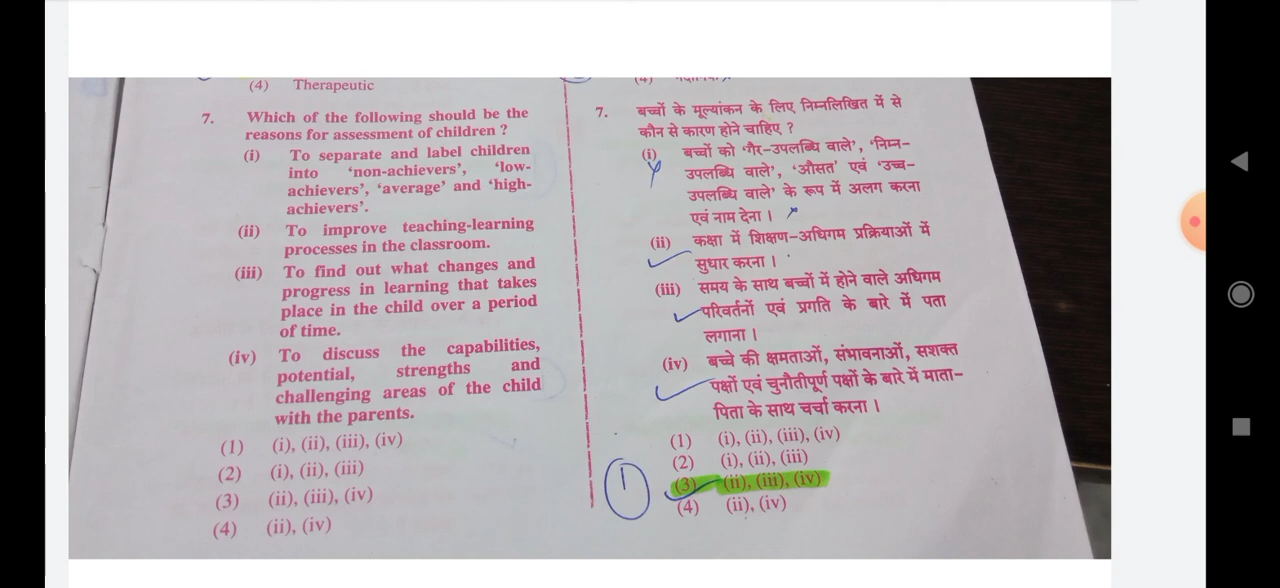 (4) Therapeutic
7. Which of the following should be the
reasons for assessment of children ?
(i) To separate and label children
into 'non-achievers', 'low-
achievers', 'average' and 'high-
achievers'.
(ii) To improve teaching-learning
processes in the classroom.
(iii) To find out what changes and
progress in learning that takes
place in the child over a period
of time.
(iv) To discuss the capabilities,
potential, strengths and
challenging areas of the child
with the parents.
(1) (i), (ii), (iii), (iv)
(2) (i), (ii), (iii)
(3) (ii), (iii), (iv)
(4) (ii), (iv)
(4)
7. बच्चों के मूल्यांकन के लिए निम्नलिखित में से
कौन से कारण होने चाहिए ?
(i) बच्चों को 'गैर-उपलब्धि वाले', 'निम्न-
उपलब्धि वाले', 'औसत' एवं 'उच्च-
उपलब्धि वाले' के रूप में अलग करना
एवं नाम देना ।
(ii) कक्षा में शिक्षण-अधिगम प्रक्रियाओं में
सुधार करना ।
(iii) समय के साथ बच्चों में होने वाले अधिगम
परिवर्तनों एवं प्रगति के बारे में पता
लगाना ।
(iv) बच्चे की क्षमताओं, संभावनाओं, सशक्त
पक्षों एवं चुनौतीपूर्ण पक्षों के बारे में माता-
पिता के साथ चर्चा करना ।
(1) (i), (ii), (iii), (iv)
(2) (i), (ii), (iii)
(3) (ii), (iii), (iv)
(4) (ii), (iv)
1